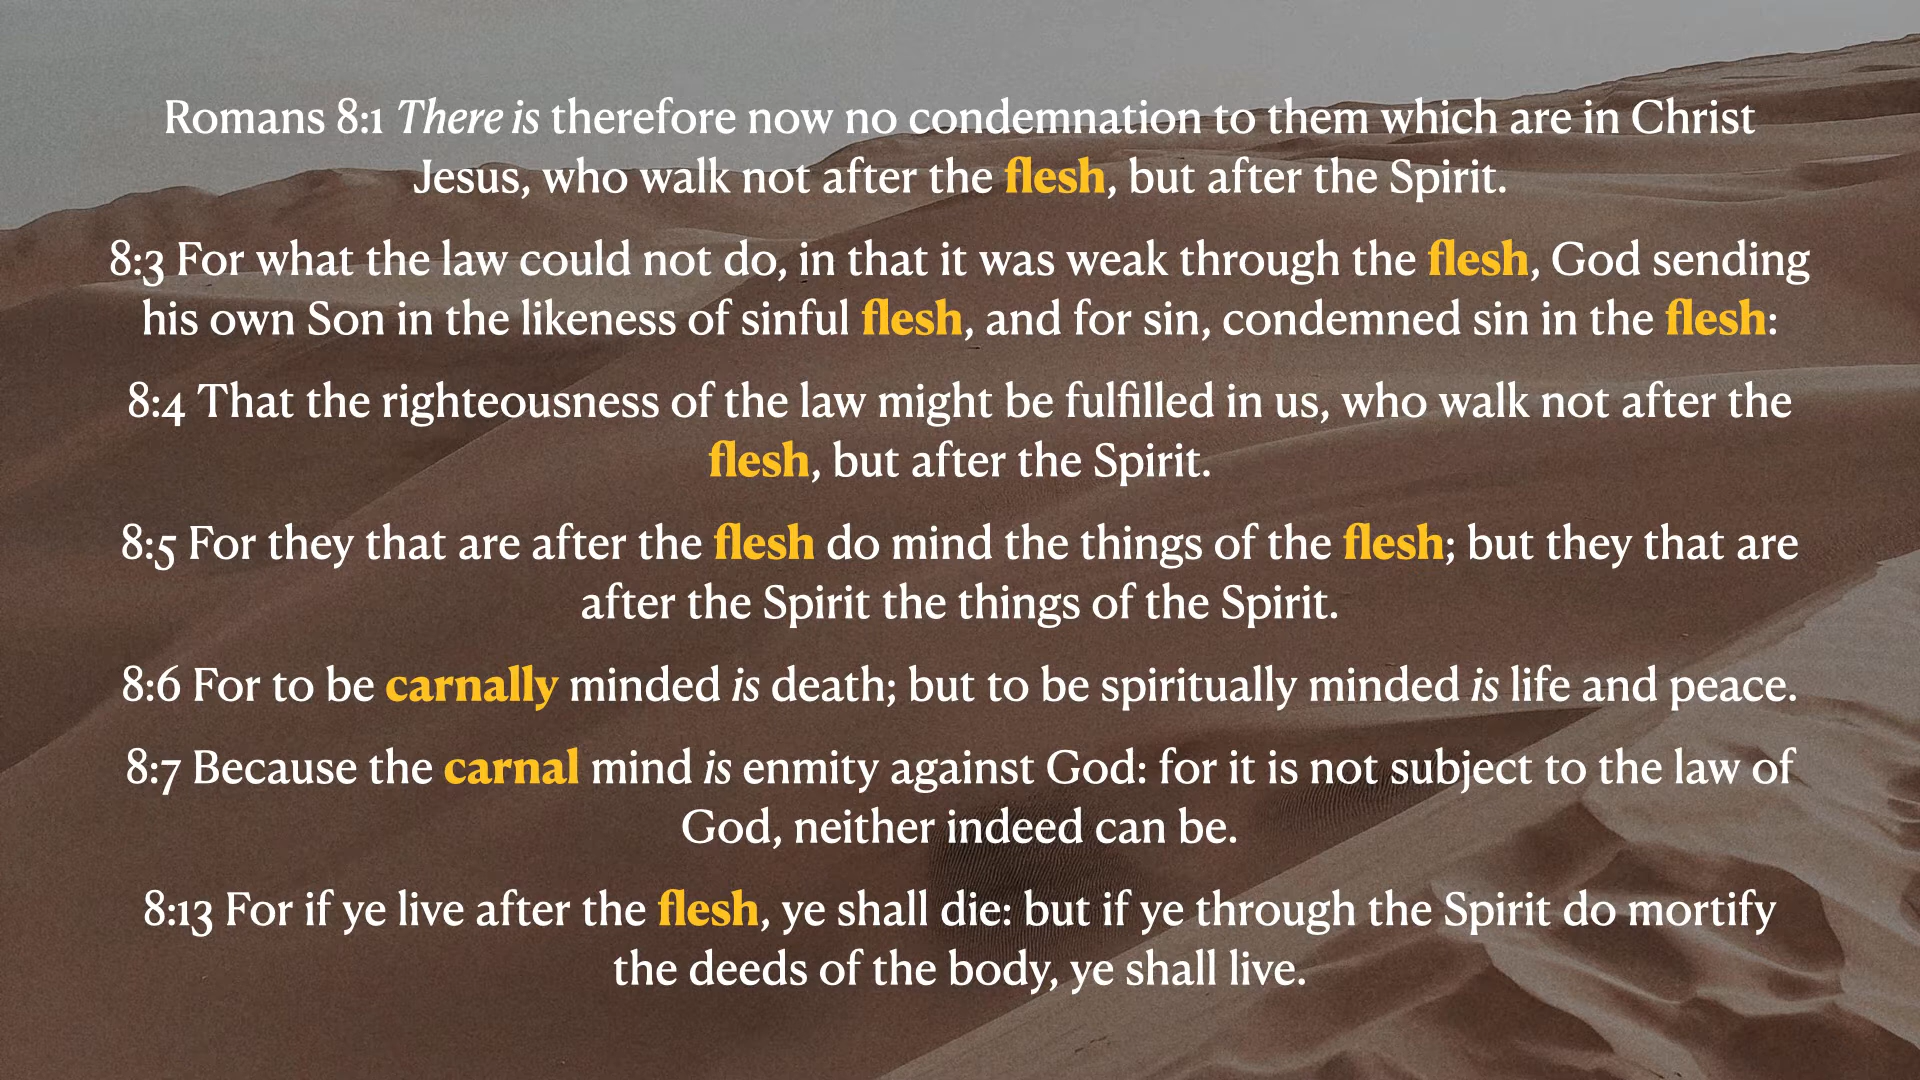 Romans 8:1 There is therefore now no condemnation to them which are in Christ
Jesus, who walk not after the flesh, but after the Spirit.
8:3 For what the law could not do, in that it was weak through the flesh, God sending
his own Son in the likeness of sinful flesh, and for sin, condemned sin in the flesh:
8:4 That the righteousness of the law might be fulfilled in us, who walk not after the
flesh, but after the Spirit.
8:5 For they that are after the flesh do mind the things of the flesh; but they that are
after the Spirit the things of the Spirit.
8:6 For to be carnally minded is death; but to be spiritually minded is life and peace.
8:7 Because the carnal mind is enmity against God: for it is not subject to the law of
God, neither indeed can be.
8:13 For if ye live after the flesh, ye shall die: but if ye through the Spirit do mortify
the deeds of the body, ye shall live.